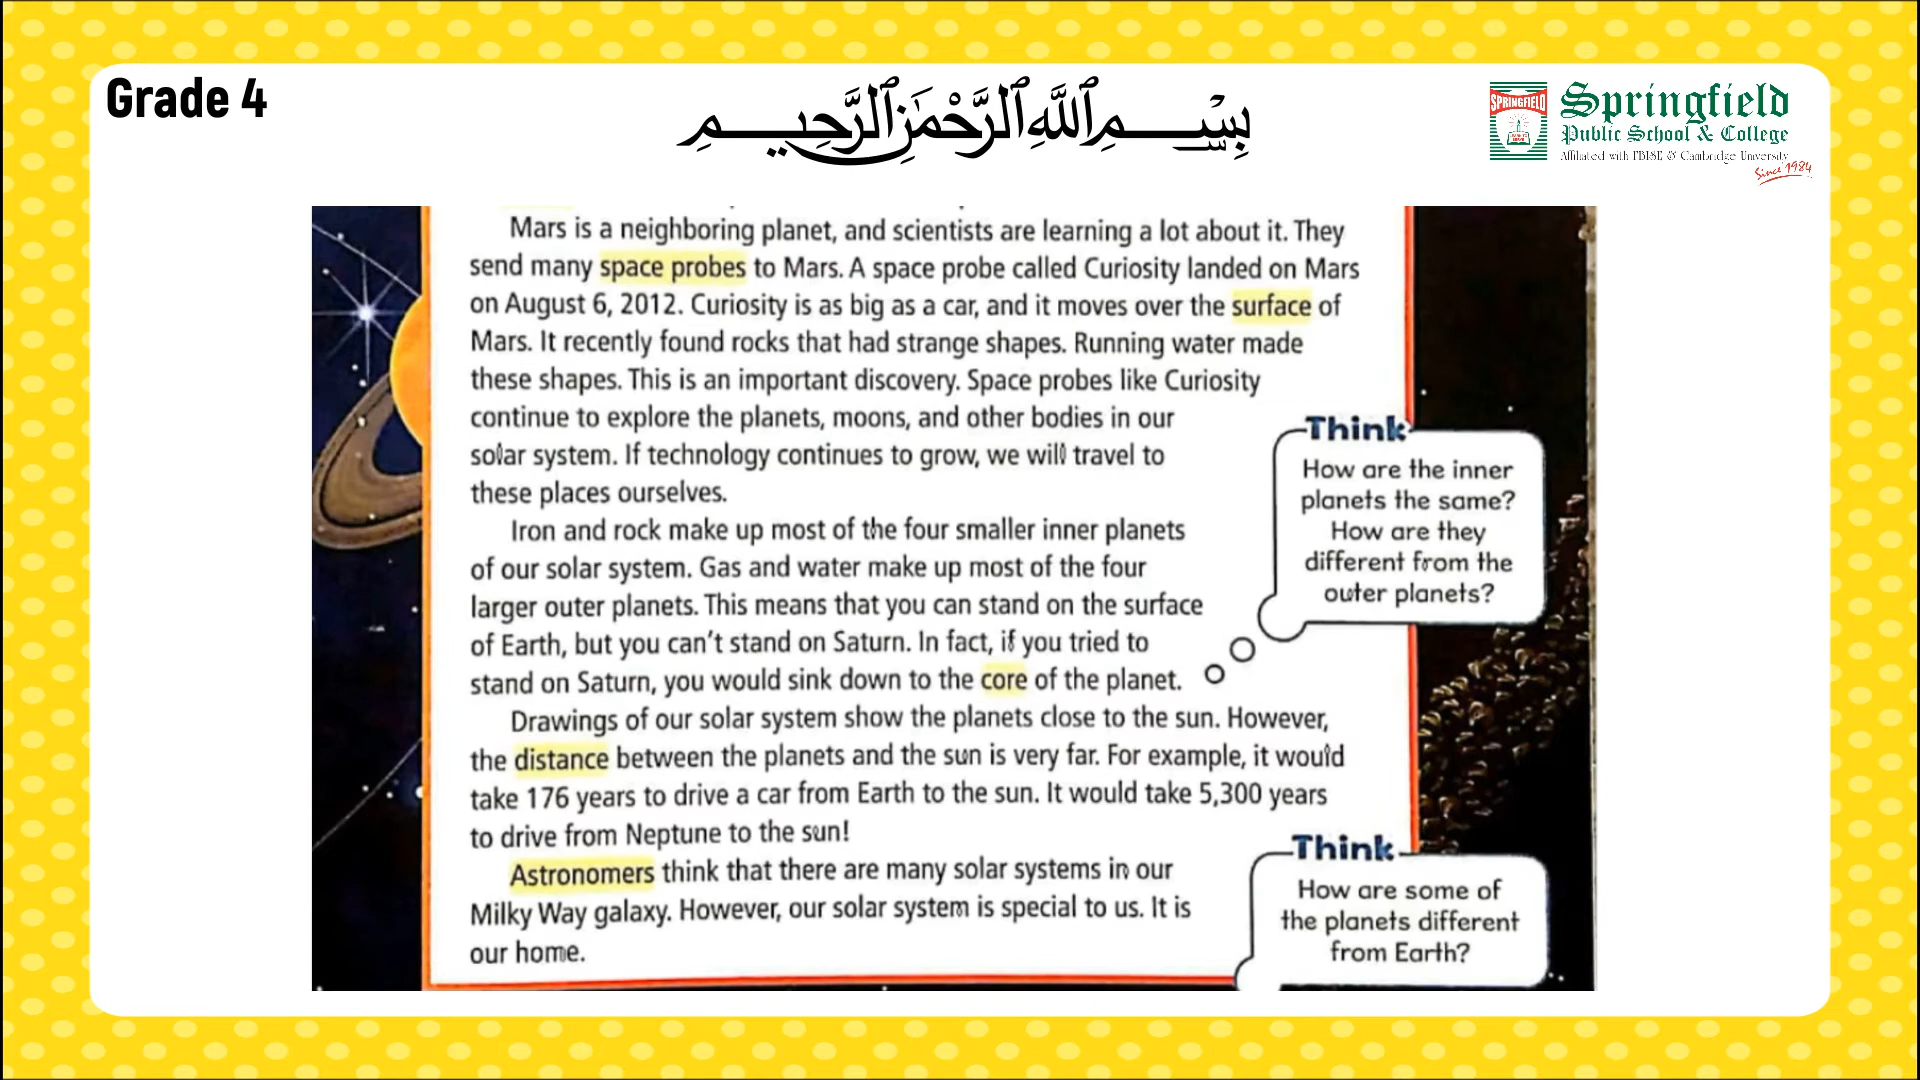 Grade 4
بِسْمِ ٱللَّهِ ٱلرَّحْمَٰنِ ٱلرَّحِيمِ
SPRINGFIELD
Springfield
Public School & College
Affiliated with FBISE & Cambridge University
Since 1984
Mars is a neighboring planet, and scientists are learning a lot about it. They
send many space probes to Mars. A space probe called Curiosity landed on Mars
on August 6, 2012. Curiosity is as big as a car, and it moves over the surface of
Mars. It recently found rocks that had strange shapes. Running water made
these shapes. This is an important discovery. Space probes like Curiosity
continue to explore the planets, moons, and other bodies in our
solar system. If technology continues to grow, we will travel to
these places ourselves.
Iron and rock make up most of the four smaller inner planets
of our solar system. Gas and water make up most of the four
larger outer planets. This means that you can stand on the surface
of Earth, but you can't stand on Saturn. In fact, if you tried to
stand on Saturn, you would sink down to the core of the planet.
Think
How are the inner
planets the same?
How are they
different from the
outer planets?
Drawings of our solar system show the planets close to the sun. However,
the distance between the planets and the sun is very far. For example, it would
take 176 years to drive a car from Earth to the sun. It would take 5,300 years
to drive from Neptune to the sun!
Astronomers think that there are many solar systems in our
Milky Way galaxy. However, our solar system is special to us. It is
our home.
Think
How are some of
the planets different
from Earth?